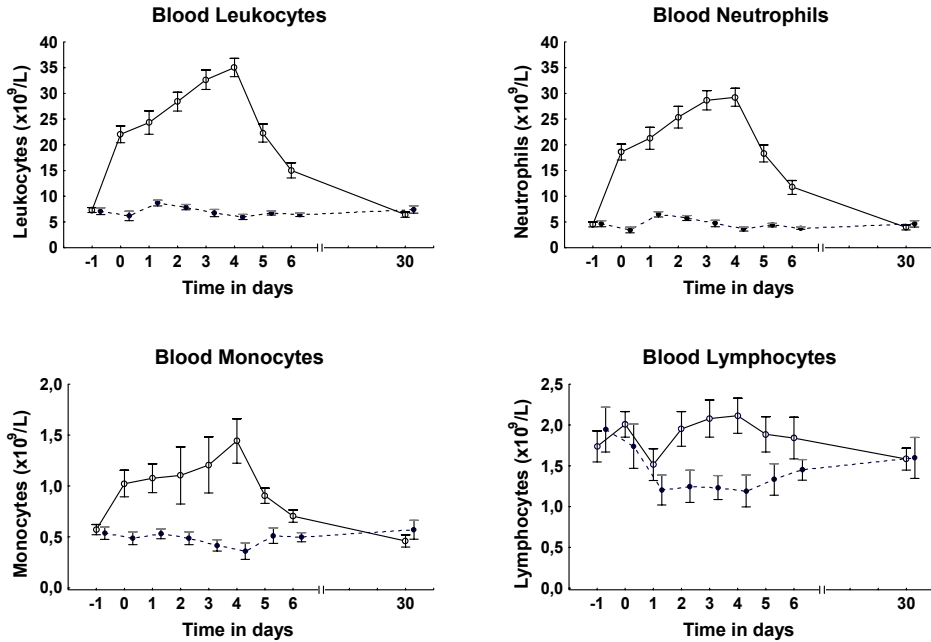 Blood Leukocytes
Leukocytes (x10⁹/L)
40
35
30
25
20
15
10
5
0
-1 0 1 2 3 4 5 6 30
Time in days
Blood Neutrophils
Neutrophils (x10⁹/L)
40
35
30
25
20
15
10
5
0
-1 0 1 2 3 4 5 6 30
Time in days
Blood Monocytes
Monocytes (x10⁹/L)
2,0
1,5
1,0
0,5
0,0
-1 0 1 2 3 4 5 6 30
Time in days
Blood Lymphocytes
Lymphocytes (x10⁹/L)
2,5
2,0
1,5
1,0
0,5
0,0
-1 0 1 2 3 4 5 6 30
Time in days